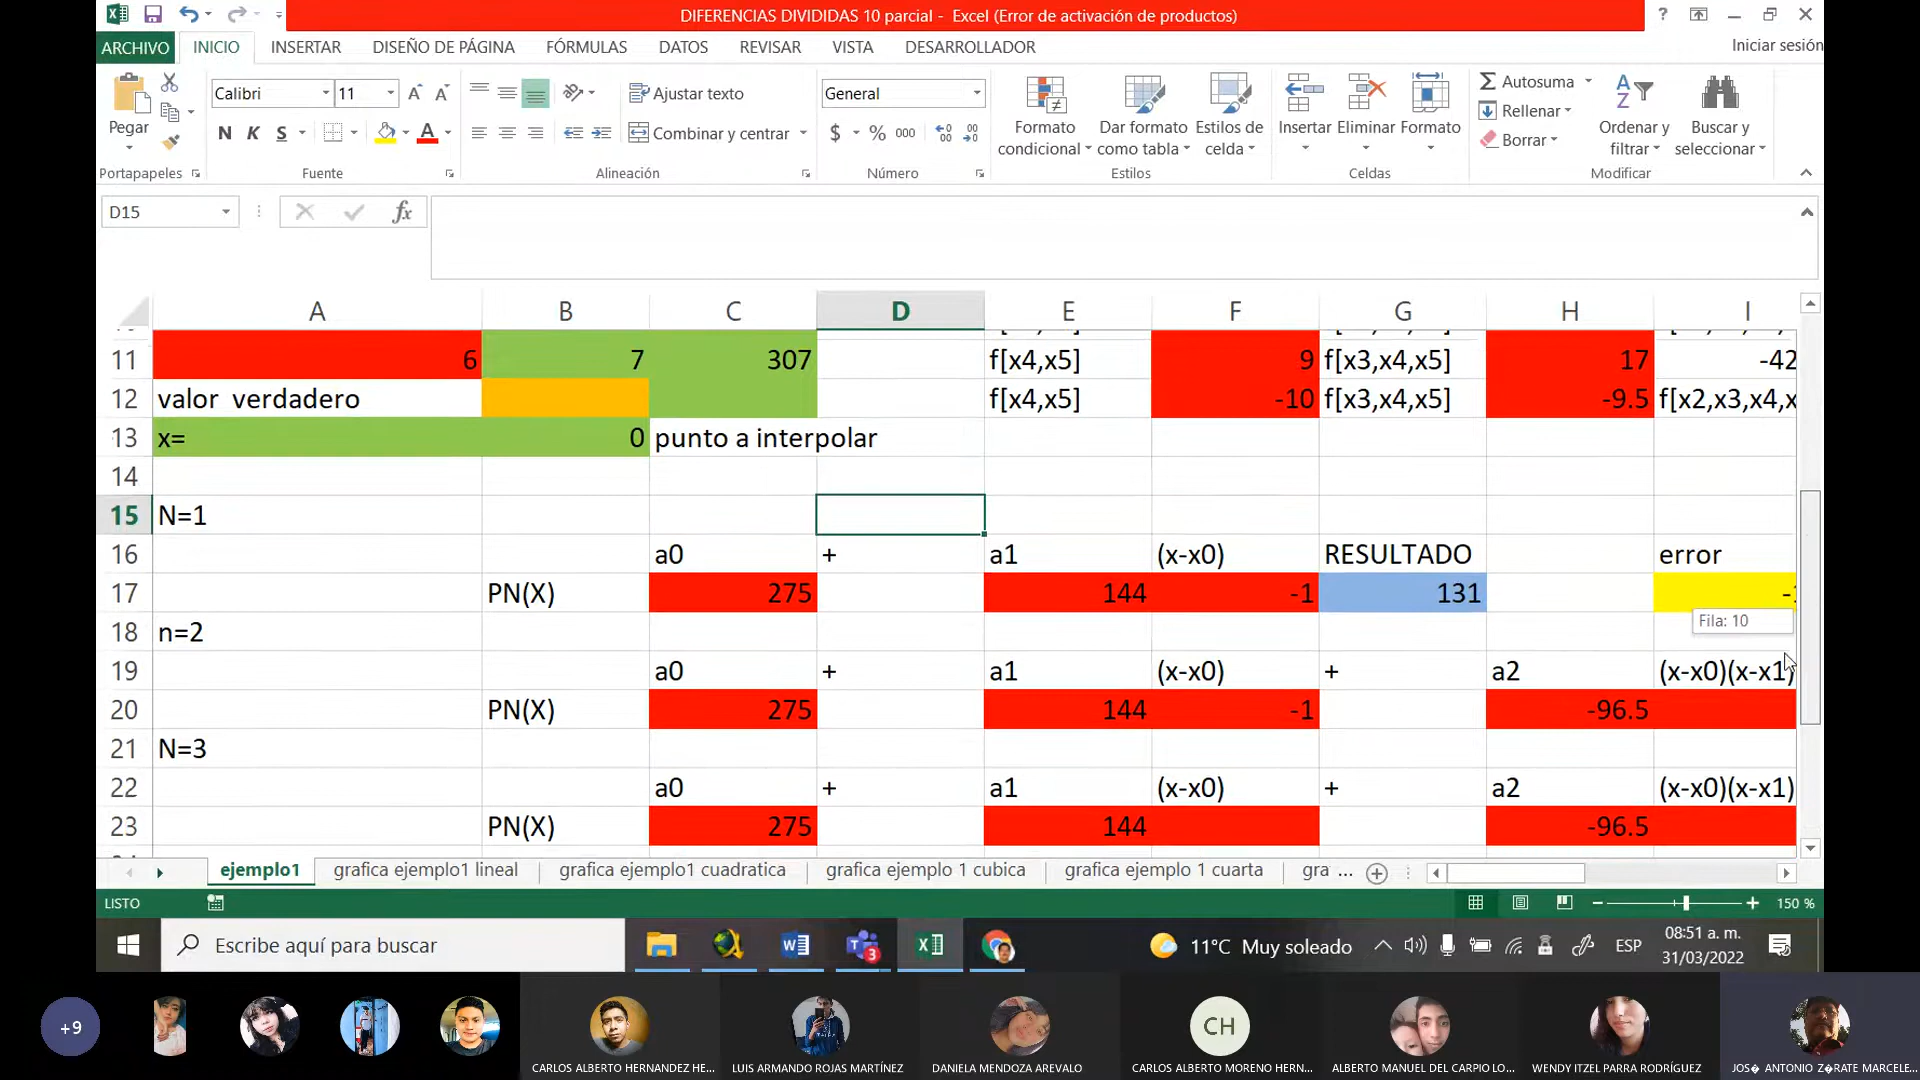 DIFERENCIAS DIVIDIDAS 10 parcial - Excel (Error de activación de productos)
ARCHIVO INICIO INSERTAR DISEÑO DE PÁGINA FÓRMULAS DATOS REVISAR VISTA DESARROLLADOR Iniciar sesión
Pegar
Calibri 11
N K S
Ajustar texto
Combinar y centrar
General
$ % 000
Formato condicional
Dar formato como tabla
Estilos de celda
Insertar Eliminar Formato
Autosuma
Rellenar
Borrar
Ordenar y filtrar
Buscar y seleccionar
Portapapeles Fuente Alineación Número Estilos Celdas Modificar
D15 fx
A B C D E F G H I
11 6 7 307 f[x4,x5] 9 f[x3,x4,x5] 17 -42
12 valor verdadero f[x4,x5] -10 f[x3,x4,x5] -9.5 f[x2,x3,x4,x
13 x= 0 punto a interpolar
14
15 N=1
16 a0 + a1 (x-x0) RESULTADO error
17 PN(X) 275 144 -1 131
18 n=2
Fila: 10
19 a0 + a1 (x-x0) + a2 (x-x0)(x-x1)
20 PN(X) 275 144 -1 -96.5
21 N=3
22 a0 + a1 (x-x0) + a2 (x-x0)(x-x1)
23 PN(X) 275 144 -96.5
ejemplo1 grafica ejemplo1 lineal grafica ejemplo1 cuadratica grafica ejemplo 1 cubica grafica ejemplo 1 cuarta gra ...
LISTO 150 %
Escribe aquí para buscar
3
11°C Muy soleado
ESP
08:51 a. m.
31/03/2022
+9
CH
CARLOS ALBERTO HERNANDEZ HE... LUIS ARMANDO ROJAS MARTÍNEZ DANIELA MENDOZA AREVALO CARLOS ALBERTO MORENO HERN... ALBERTO MANUEL DEL CARPIO LO... WENDY ITZEL PARRA RODRÍGUEZ JOS� ANTONIO Z�RATE MARCELE...